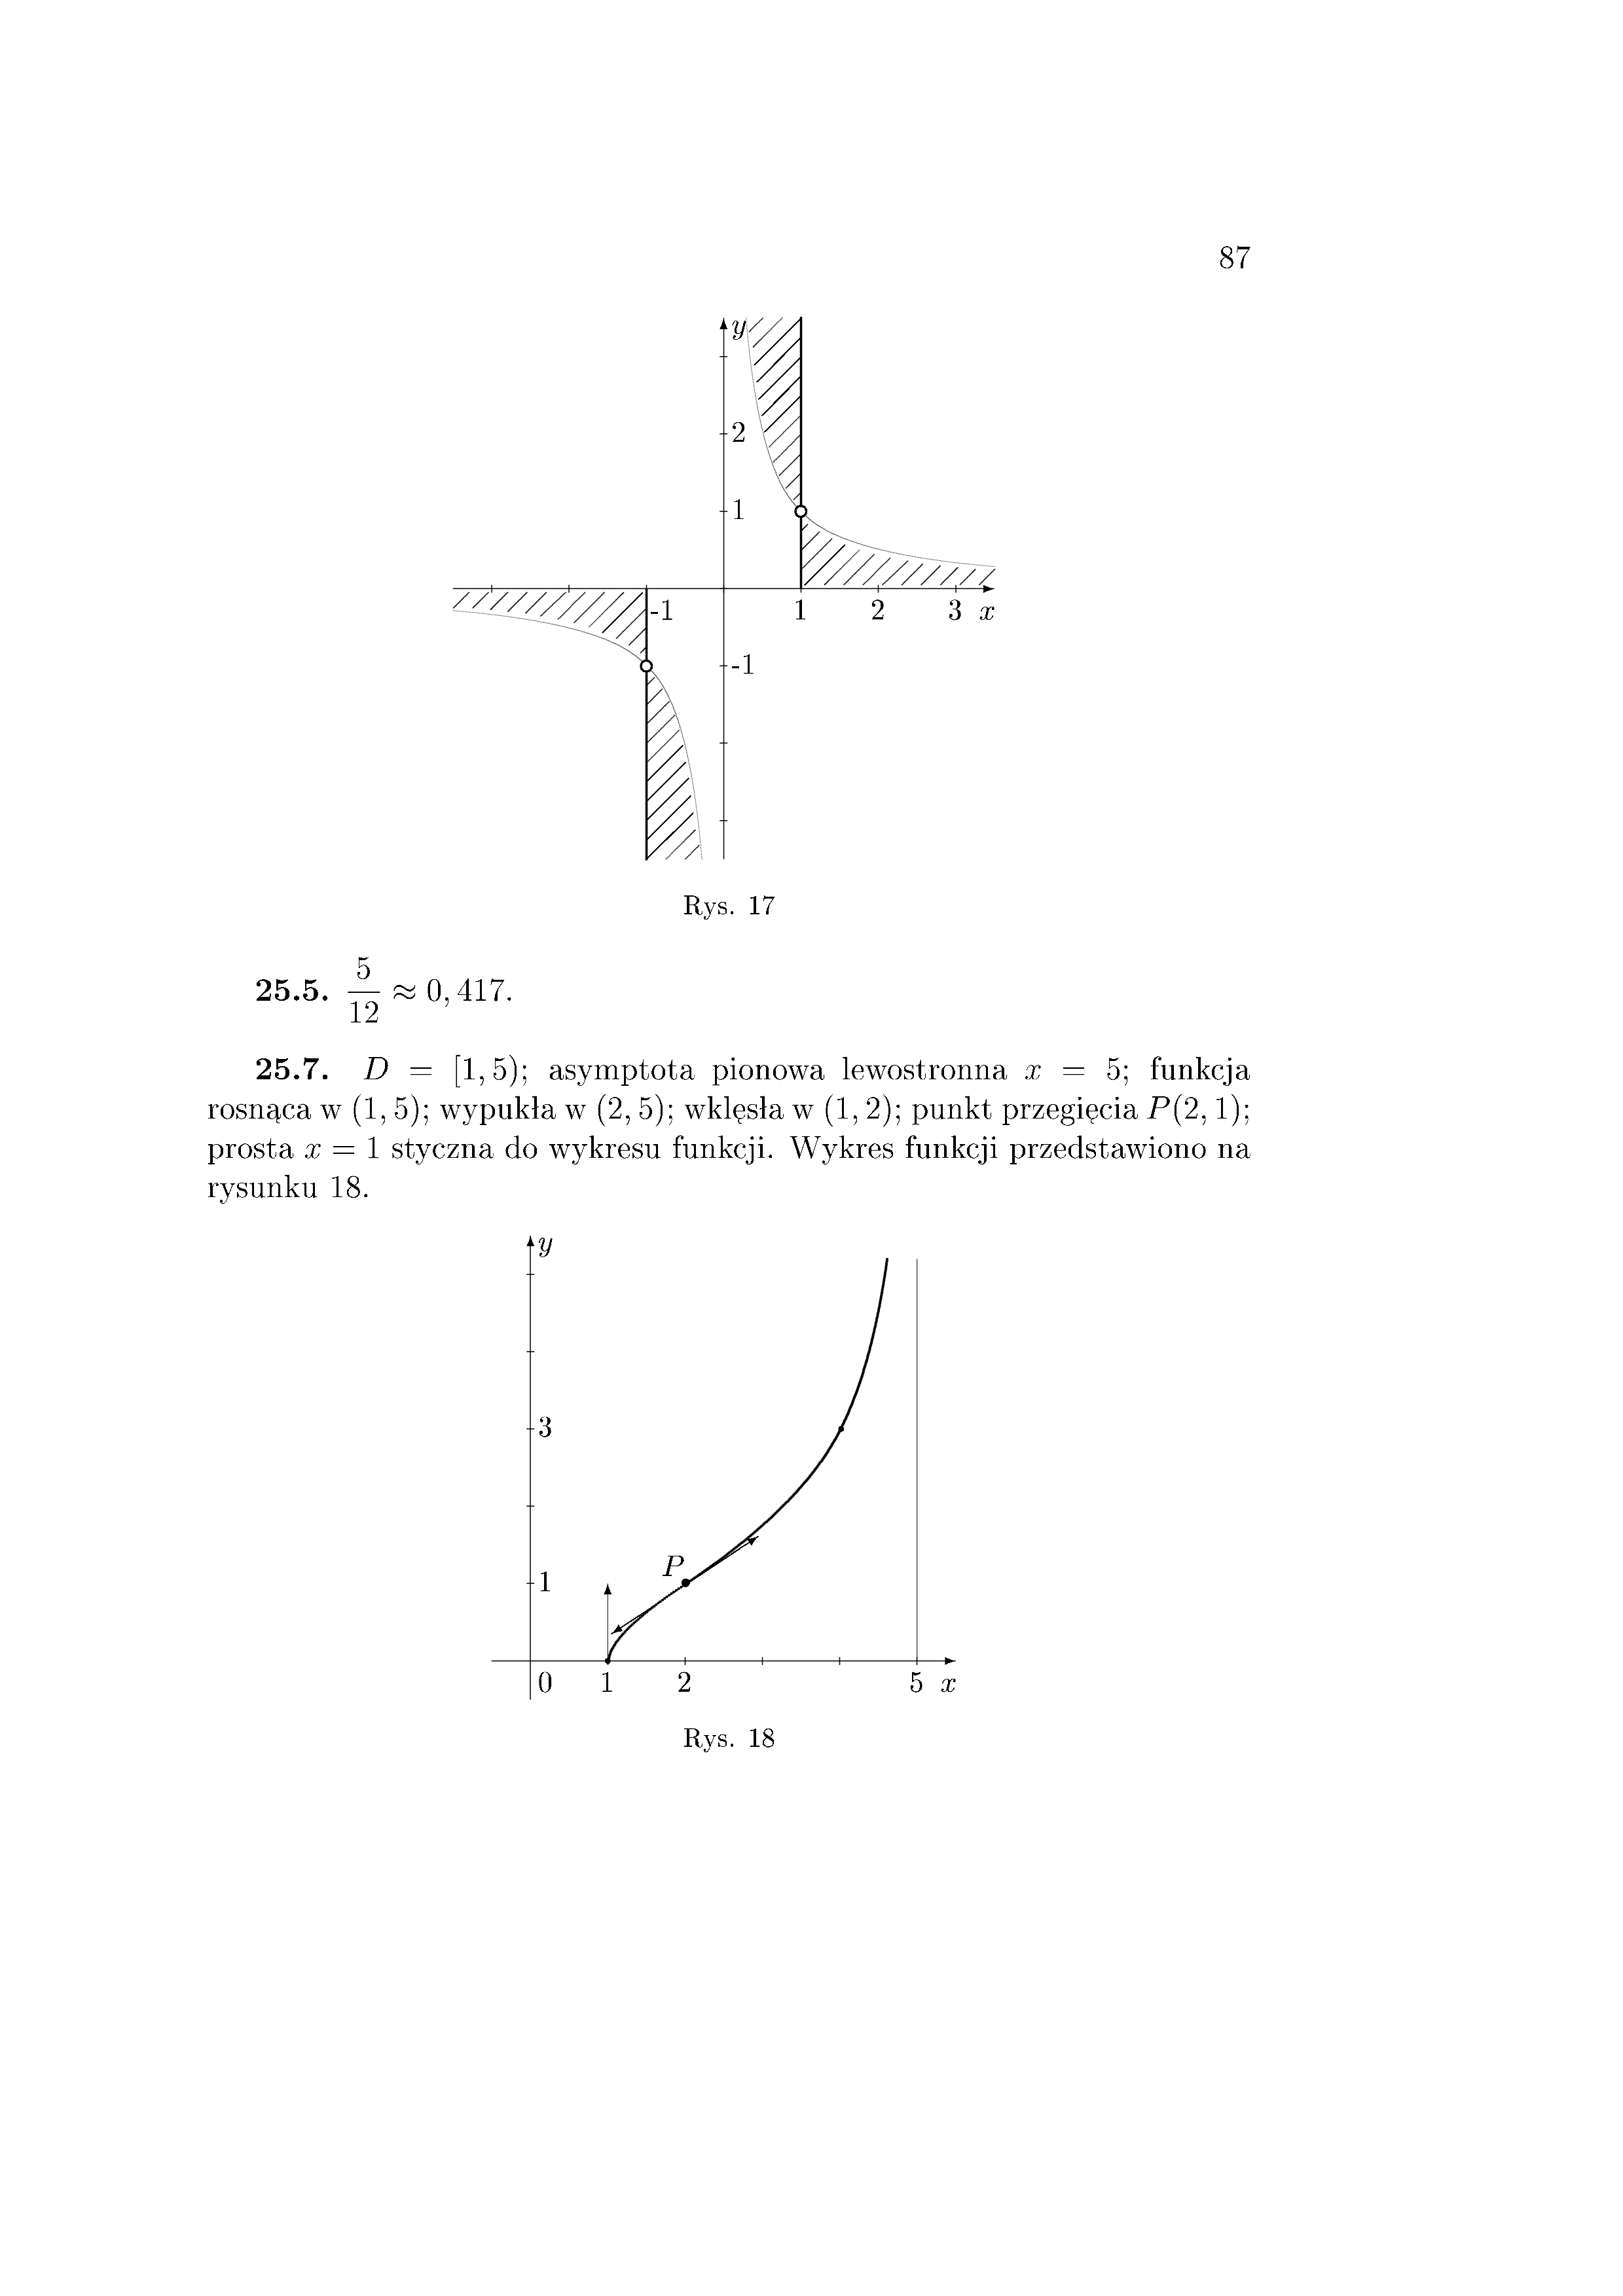 87
y
2
1
-1
1
2
3
x
-1
Rys. 17
25.5. 5/12 ≈ 0,417.
25.7. D = [1,5); asymptota pionowa lewostronna x = 5; funkcja
rosnąca w (1,5); wypukła w (2,5); wklęsła w (1,2); punkt przegięcia P(2,1);
prosta x = 1 styczna do wykresu funkcji. Wykres funkcji przedstawiono na
rysunku 18.
y
3
P
1
0
1
2
5
x
Rys. 18